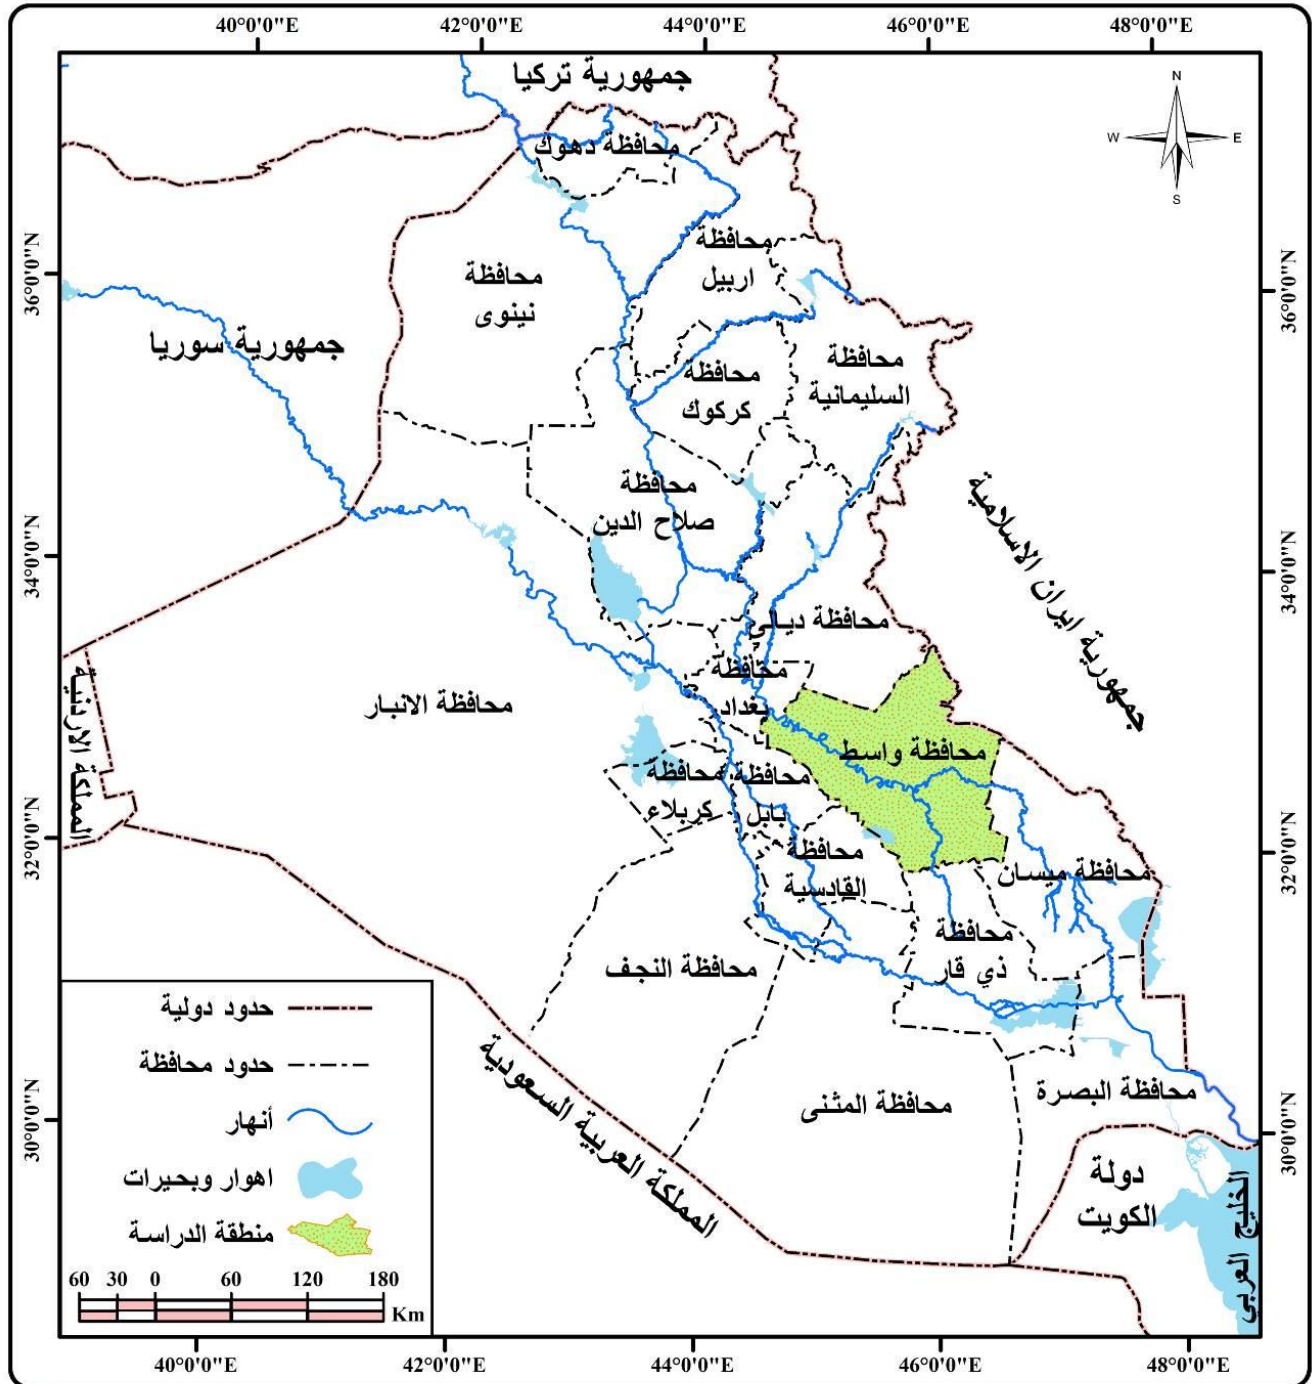 40°0'0"E 42°0'0"E 44°0'0"E 46°0'0"E 48°0'0"E
جمهورية تركيا
N
W E
S
محافظة دهوك
محافظة
اربيل
محافظة
نينوى
36°0'0"N
36°0'0"N
جمهورية سوريا
محافظة
السليمانية
محافظة
كركوك
محافظة
صلاح الدين
جمهورية ايران الاسلامية
34°0'0"N
34°0'0"N
محافظة ديالى
محافظة
بغداد
محافظة الانبار
المملكة الاردنية
محافظة واسط
محافظة
كربلاء
محافظة
بابل
32°0'0"N
32°0'0"N
محافظة
القادسية
محافظة ميسان
محافظة
ذي قار
محافظة النجف
المملكة العربية السعودية
محافظة المثنى
محافظة البصرة
30°0'0"N
30°0'0"N
دولة
الكويت
الخليج العربي
حدود دولية
حدود محافظة
أنهار
اهوار وبحيرات
منطقة الدراسة
60 30 0 60 120 180
Km
40°0'0"E 42°0'0"E 44°0'0"E 46°0'0"E 48°0'0"E